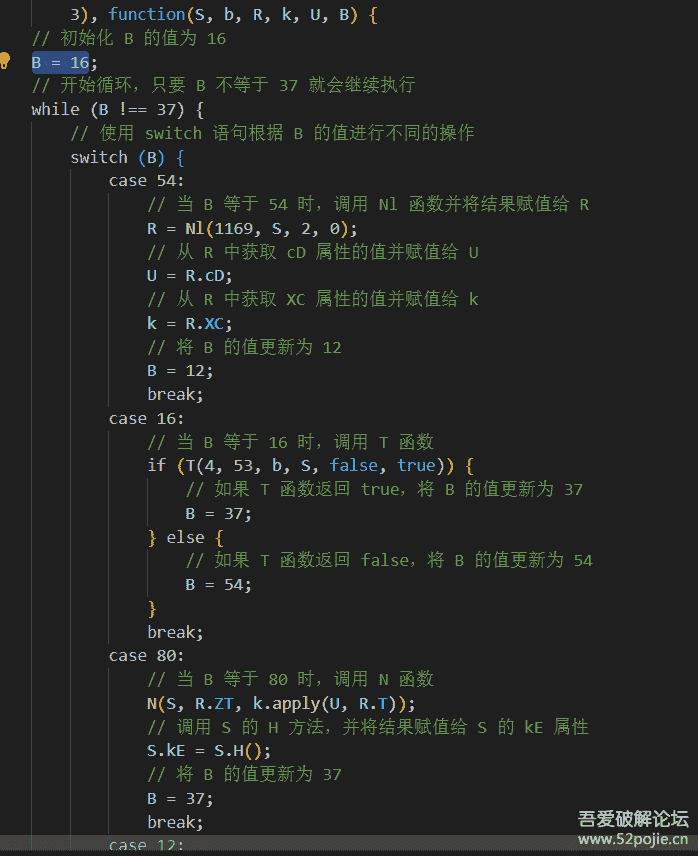 3), function(S, b, R, k, U, B) {
// 初始化 B 的值为 16
B = 16;
// 开始循环，只要 B 不等于 37 就会继续执行
while (B !== 37) {
// 使用 switch 语句根据 B 的值进行不同的操作
switch (B) {
case 54:
// 当 B 等于 54 时，调用 Nl 函数并将结果赋值给 R
R = Nl(1169, S, 2, 0);
// 从 R 中获取 cD 属性的值并赋值给 U
U = R.cD;
// 从 R 中获取 XC 属性的值并赋值给 k
k = R.XC;
// 将 B 的值更新为 12
B = 12;
break;
case 16:
// 当 B 等于 16 时，调用 T 函数
if (T(4, 53, b, S, false, true)) {
// 如果 T 函数返回 true，将 B 的值更新为 37
B = 37;
} else {
// 如果 T 函数返回 false，将 B 的值更新为 54
B = 54;
}
break;
case 80:
// 当 B 等于 80 时，调用 N 函数
N(S, R.ZT, k.apply(U, R.T));
// 调用 S 的 H 方法，并将结果赋值给 S 的 kE 属性
S.kE = S.H();
// 将 B 的值更新为 37
B = 37;
break;
case 12:
吾爱破解论坛
www.52pojie.cn